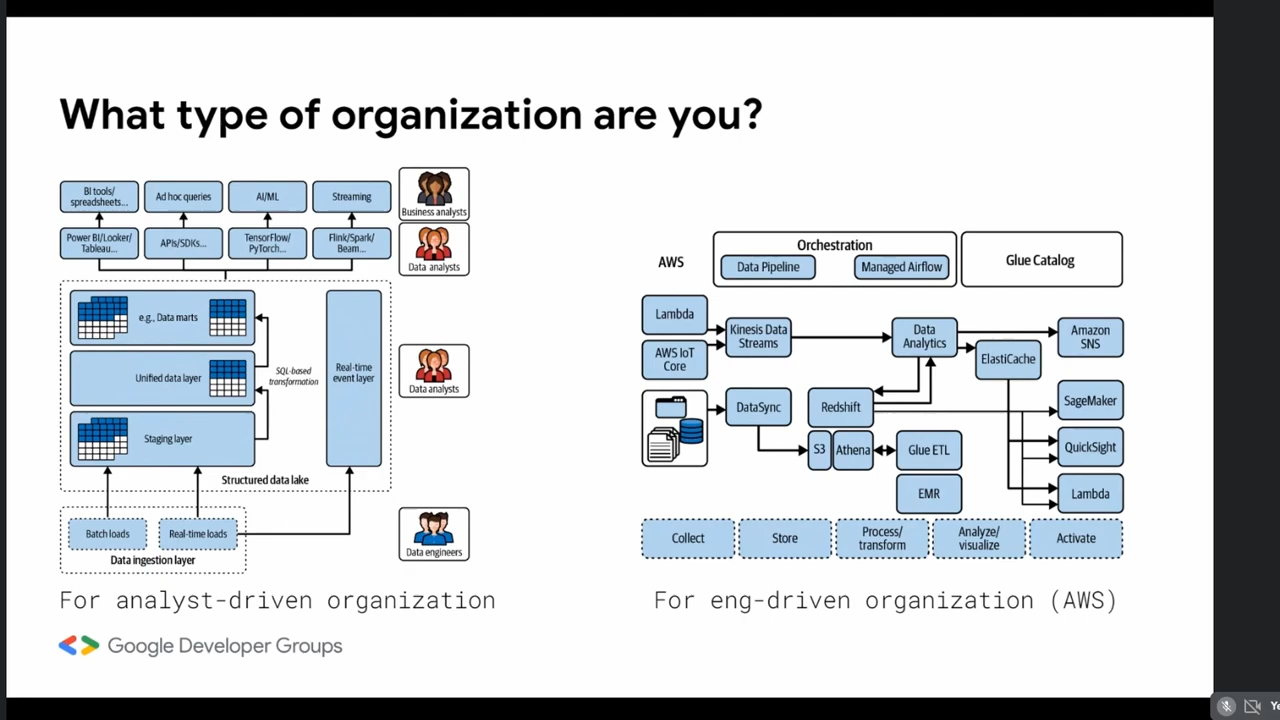 What type of organization are you?
BI tools/
spreadsheets...
Ad hoc queries
AI/ML
Streaming
Business analysts
Power BI/Looker/
Tableau...
APIs/SDKs...
TensorFlow/
PyTorch...
Flink/Spark/
Beam...
Data analysts
e.g., Data marts
Unified data layer
SQL-based
transformation
Real-time
event layer
Data analysts
Staging layer
Structured data lake
Batch loads
Real-time loads
Data ingestion layer
Data engineers
For analyst-driven organization
AWS
Orchestration
Data Pipeline
Managed Airflow
Glue Catalog
Lambda
AWS IoT
Core
Kinesis Data
Streams
Data
Analytics
ElastiCache
Amazon
SNS
DataSync
Redshift
SageMaker
S3
Athena
Glue ETL
QuickSight
EMR
Lambda
Collect
Store
Process/
transform
Analyze/
visualize
Activate
For eng-driven organization (AWS)
Google Developer Groups